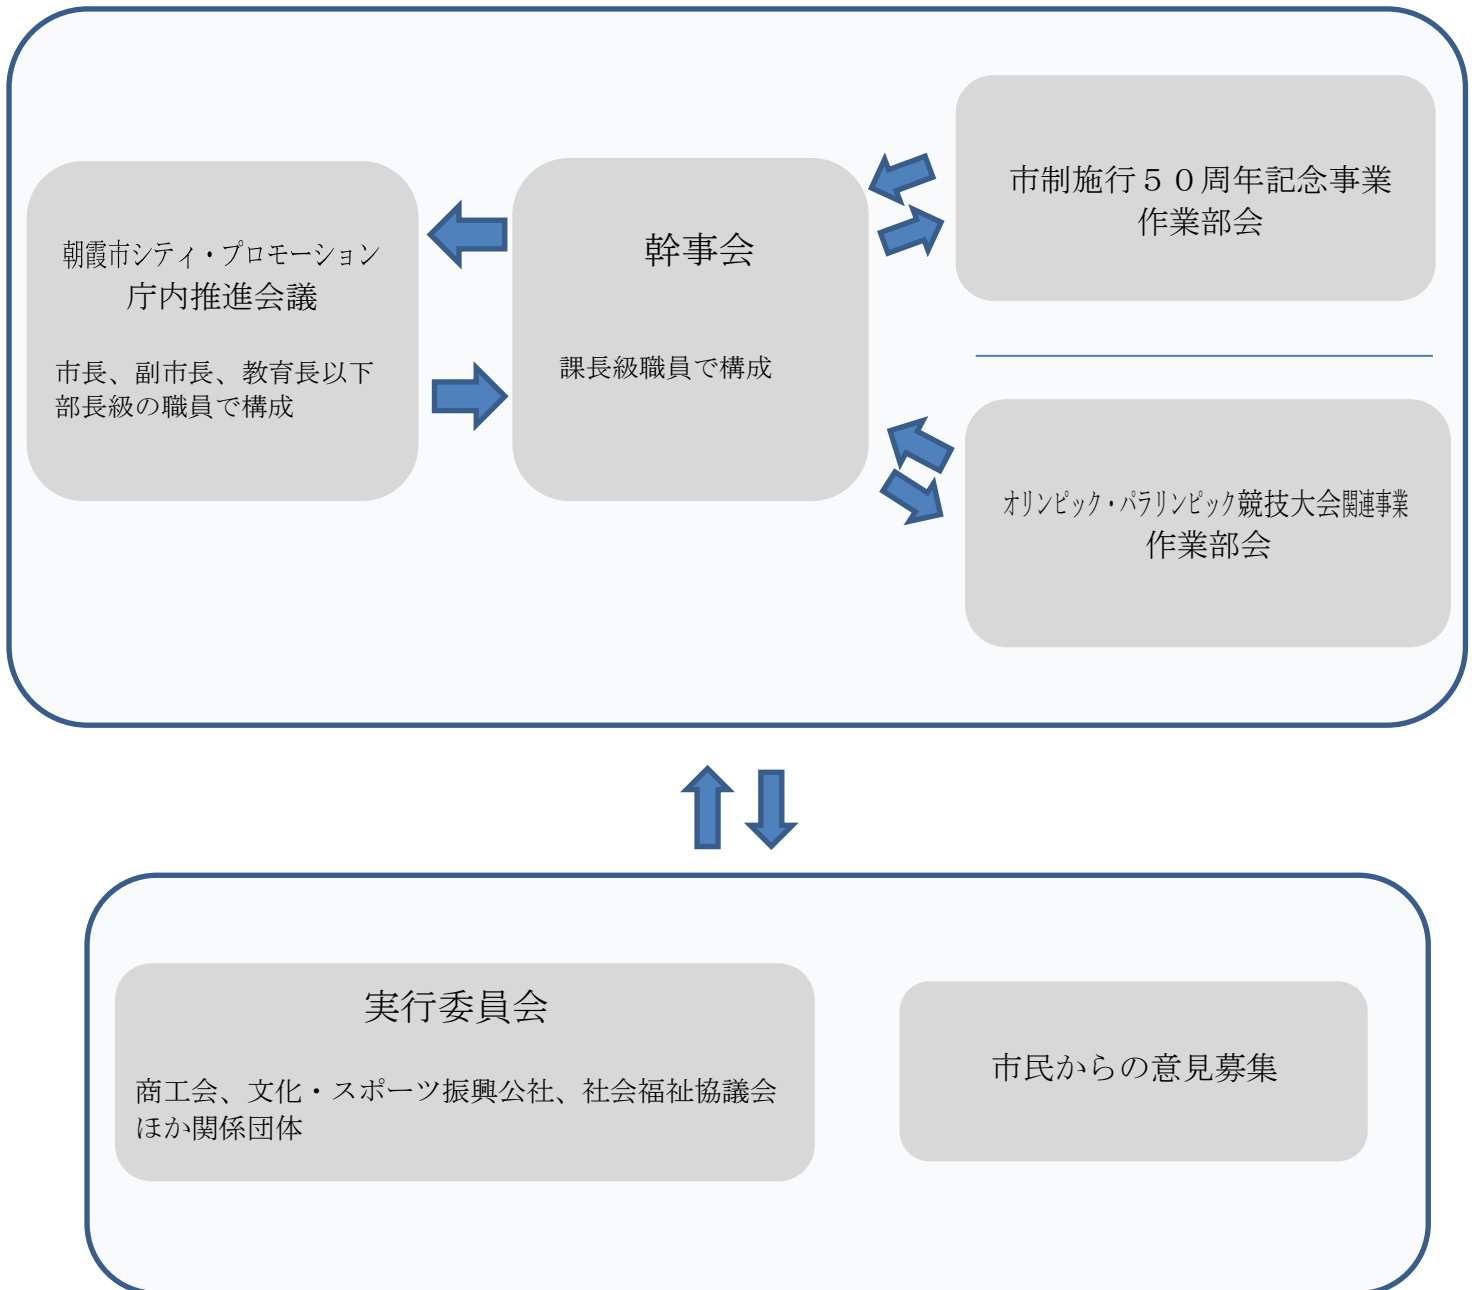 朝霞市シティ・プロモーション
庁内推進会議
市長、副市長、教育長以下
部長級の職員で構成
幹事会
課長級職員で構成
市制施行５０周年記念事業
作業部会
オリンピック・パラリンピック競技大会関連事業
作業部会
実行委員会
商工会、文化・スポーツ振興公社、社会福祉協議会
ほか関係団体
市民からの意見募集